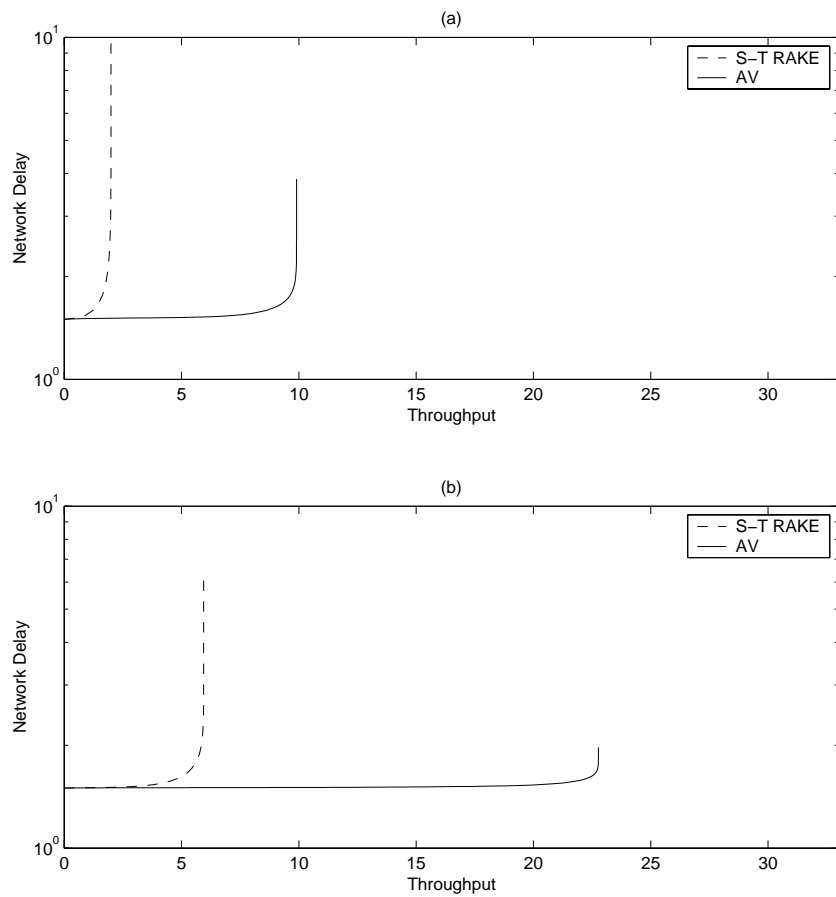 (a)
10^1
S-T RAKE
AV
Network Delay
10^0
0 5 10 15 20 25 30
Throughput
(b)
10^1
S-T RAKE
AV
Network Delay
10^0
0 5 10 15 20 25 30
Throughput